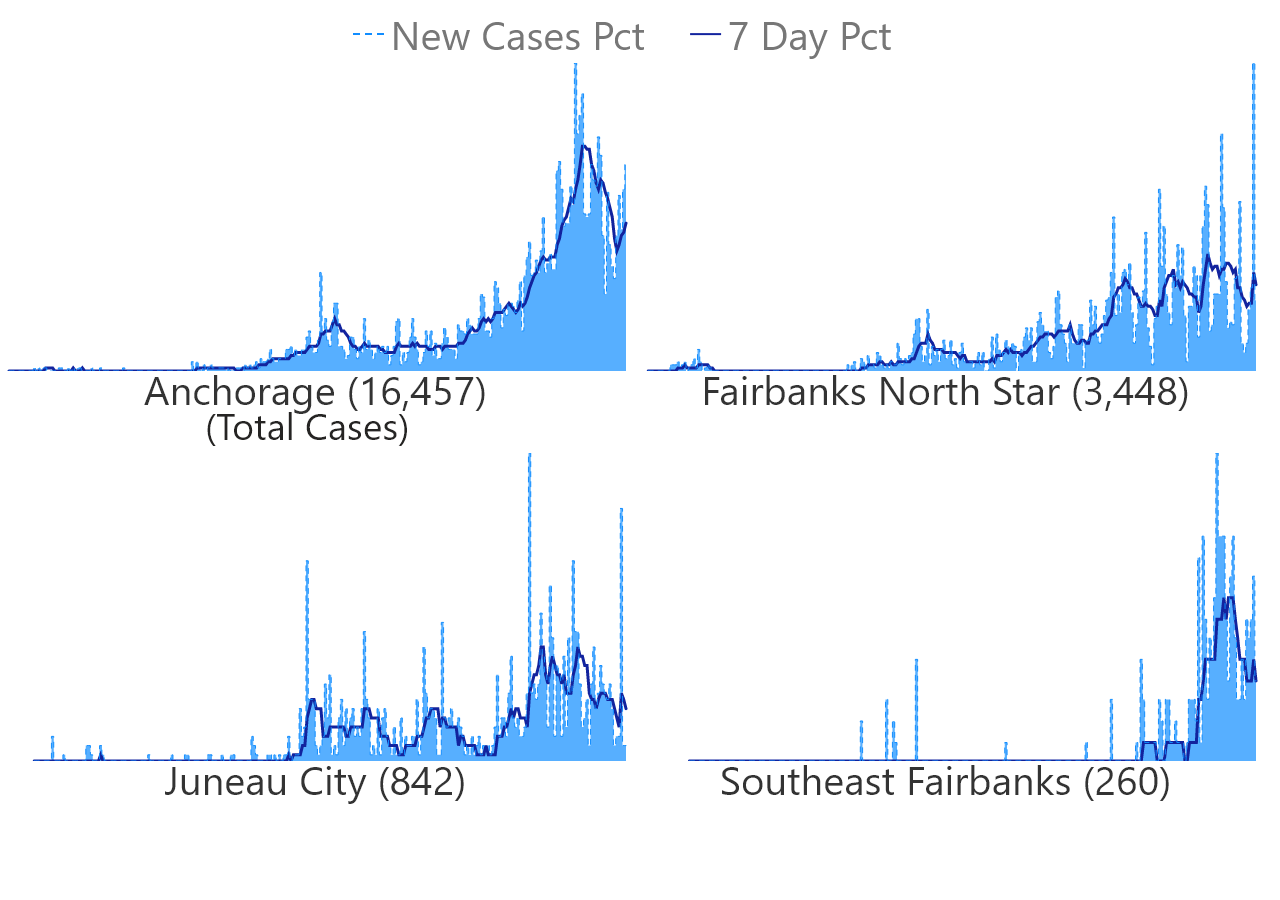 New Cases Pct 7 Day Pct
Anchorage (16,457)
(Total Cases)
Fairbanks North Star (3,448)
Juneau City (842)
Southeast Fairbanks (260)